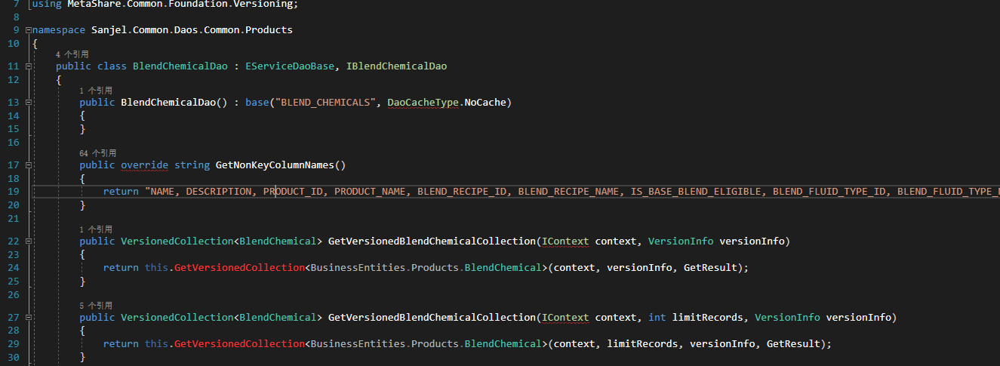 7 using MetaShare.Common.Foundation.Versioning;
8
9 namespace Sanjel.Common.Daos.Common.Products
10 {
4 个引用
11 public class BlendChemicalDao : EServiceDaoBase, IBlendChemicalDao
12 {
1 个引用
13 public BlendChemicalDao() : base("BLEND_CHEMICALS", DaoCacheType.NoCache)
14 {
15 }
16
64 个引用
17 public override string GetNonKeyColumnNames()
18 {
19 return "NAME, DESCRIPTION, PRODUCT_ID, PRODUCT_NAME, BLEND_RECIPE_ID, BLEND_RECIPE_NAME, IS_BASE_BLEND_ELIGIBLE, BLEND_FLUID_TYPE_ID, BLEND_FLUID_TYPE_
20 }
21
1 个引用
22 public VersionedCollection<BlendChemical> GetVersionedBlendChemicalCollection(IContext context, VersionInfo versionInfo)
23 {
24 return this.GetVersionedCollection<BusinessEntities.Products.BlendChemical>(context, versionInfo, GetResult);
25 }
26
5 个引用
27 public VersionedCollection<BlendChemical> GetVersionedBlendChemicalCollection(IContext context, int limitRecords, VersionInfo versionInfo)
28 {
29 return this.GetVersionedCollection<BusinessEntities.Products.BlendChemical>(context, limitRecords, versionInfo, GetResult);
30 }